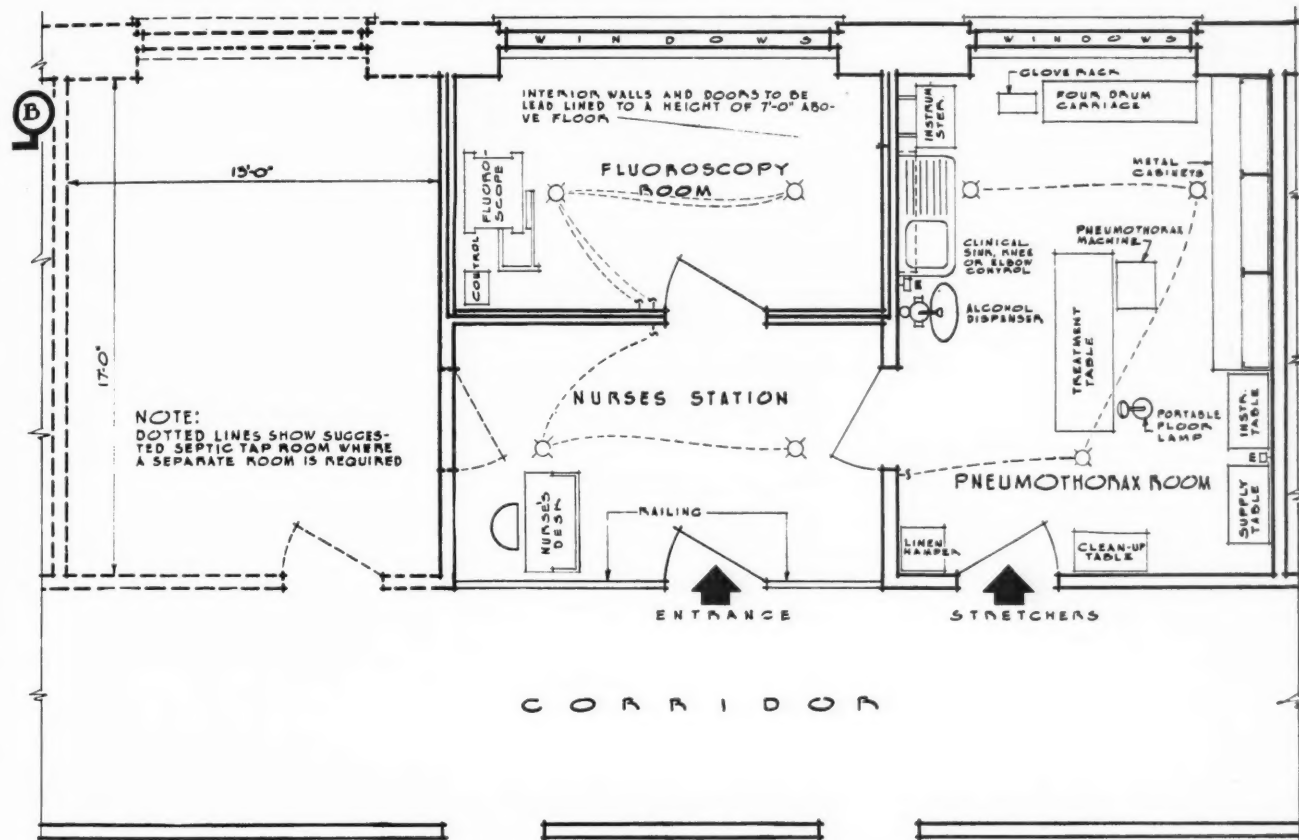 WINDOWS
WINDOWS
B
13'-0"
17'-0"
NOTE:
DOTTED LINES SHOW SUGGES-
TED SEPTIC TAP ROOM WHERE
A SEPARATE ROOM IS REQUIRED
INTERIOR WALLS AND DOORS TO BE
LEAD LINED TO A HEIGHT OF 7'-0" ABO-
VE FLOOR
FLUOROSCOPY
ROOM
FLUORO
SCOPE
CONTROL
NURSES STATION
NURSE'S
DESK
RAILING
ENTRANCE
INSTRUM
STER.
GLOVE RACK
FOUR DRUM
CARRIAGE
METAL
CABINETS
CLINICAL
SINK, KNEE
OR ELBOW
CONTROL
PNEUMOTHORAX
MACHINE
ALCOHOL
DISPENSER
TREATMENT
TABLE
PORTABLE
FLOOR
LAMP
INSTR.
TABLE
PNEUMOTHORAX ROOM
SUPPLY
TABLE
LINEN
HAMPER
CLEAN-UP
TABLE
STRETCHERS
CORRIDOR